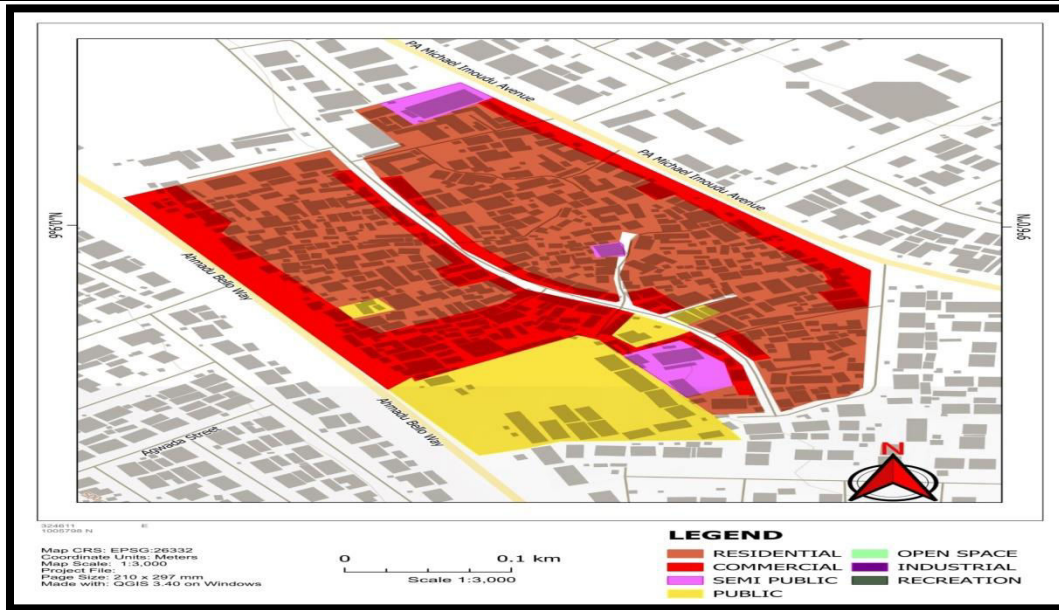 PA Michael Imoudu Avenue
PA Michael Imoudu Avenue
Ahmadu Bello Way
Ahmadu Bello Way
Agwada Street
N
324611 E
1005798 N
Map CRS: EPSG:26332
Coordinate Units: Meters
Map Scale: 1:3,000
Project File:
Page Size: 210 x 297 mm
Made with: QGIS 3.40 on Windows
0 0.1 km
Scale 1:3,000
LEGEND
RESIDENTIAL OPEN SPACE
COMMERCIAL INDUSTRIAL
SEMI PUBLIC RECREATION
PUBLIC